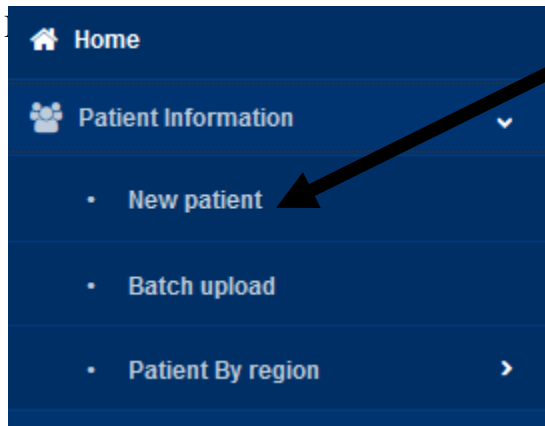 Home
Patient Information
New patient
Batch upload
Patient By region